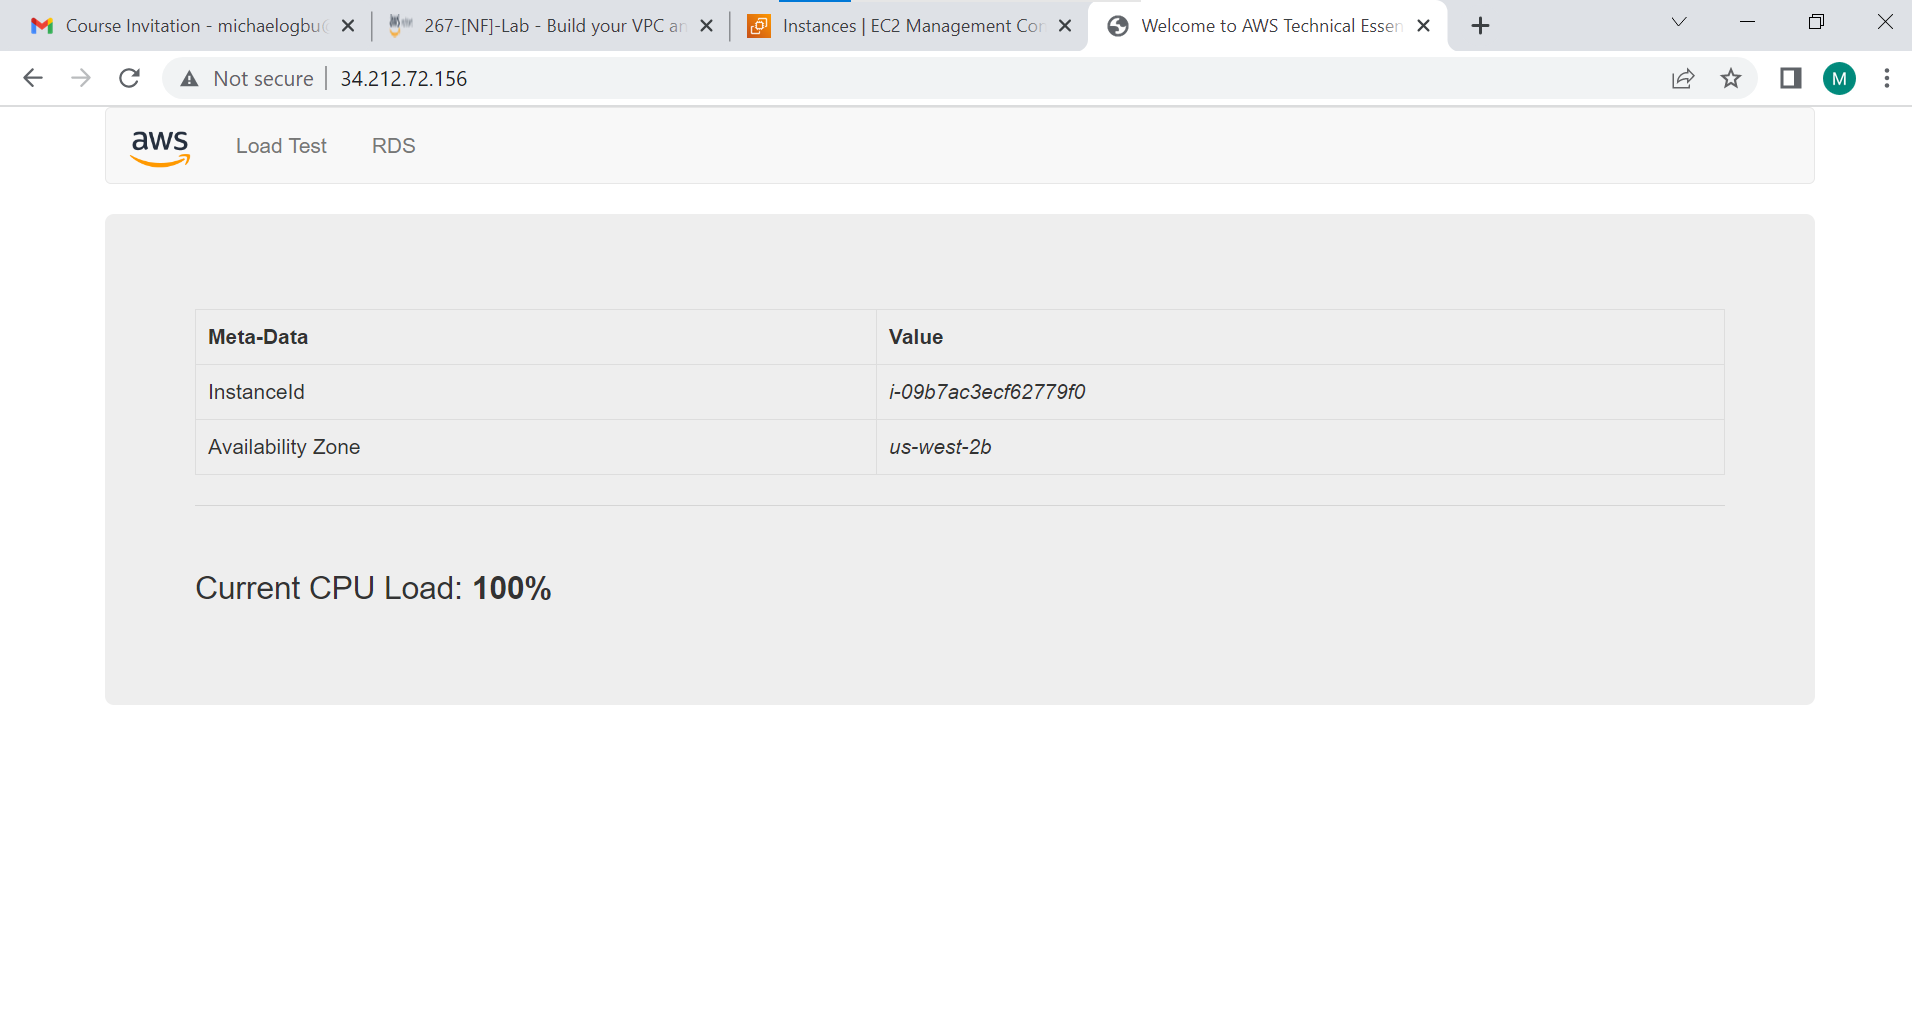 Course Invitation - michaelogbu
267-[NF]-Lab - Build your VPC an
Instances | EC2 Management Con
Welcome to AWS Technical Essen
Not secure | 34.212.72.156
M
aws Load Test RDS
Meta-Data Value
InstanceId i-09b7ac3ecf62779f0
Availability Zone us-west-2b
Current CPU Load: 100%